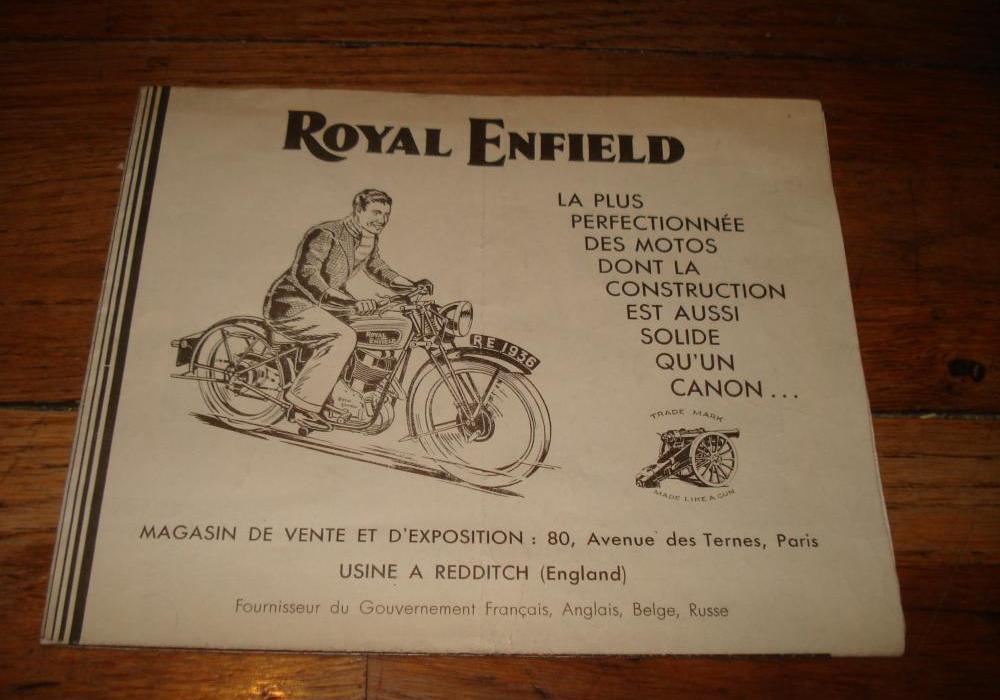 ROYAL ENFIELD
LA PLUS
PERFECTIONNÉE
DES MOTOS
DONT LA
CONSTRUCTION
EST AUSSI
SOLIDE
QU'UN
CANON...
ROYAL
ENFIELD
RE 1936
TRADE MARK
MADE LIKE A GUN
MAGASIN DE VENTE ET D'EXPOSITION : 80, Avenue des Ternes, Paris
USINE A REDDITCH (England)
Fournisseur du Gouvernement Français, Anglais, Belge, Russe